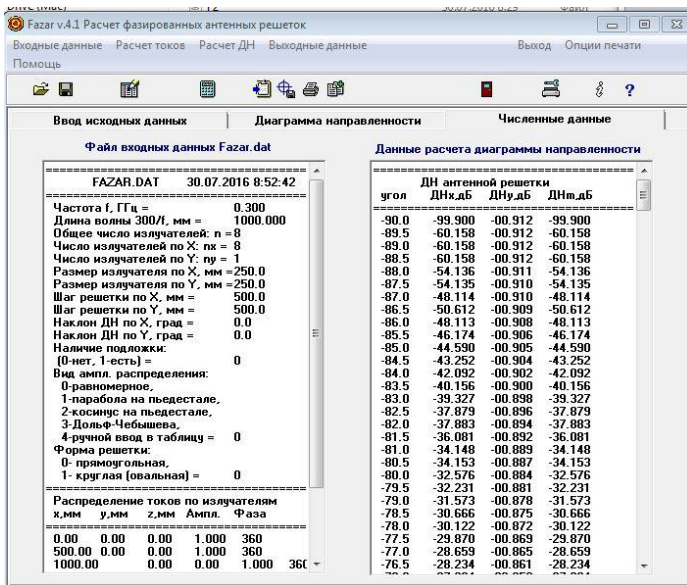 30.07.2016 8:29
Fazar v.4.1 Расчет фазированных антенных решеток
Входные данные Расчет токов Расчет ДН Выходные данные Выход Опции печати
Помощь
Ввод исходных данных Диаграмма направленности Численные данные
Файл входных данных Fazar.dat
FAZAR.DAT 30.07.2016 8:52:42
Частота f, ГГц = 0.300
Длина волны 300/f, мм = 1000.000
Общее число излучателей: n = 8
Число излучателей по X: nx = 8
Число излучателей по Y: ny = 1
Размер излучателя по X, мм = 250.0
Размер излучателя по Y, мм = 250.0
Шаг решетки по X, мм = 500.0
Шаг решетки по Y, мм = 500.0
Наклон ДН по X, град = 0.0
Наклон ДН по Y, град = 0.0
Наличие подложки:
(0-нет, 1-есть) = 0
Вид ампл. распределения:
0-равномерное,
1-парабола на пьедестале,
2-косинус на пьедестале,
3-Дольф-Чебышева,
4-ручной ввод в таблицу = 0
Форма решетки:
0- прямоугольная,
1- круглая (овальная) = 0
Распределение токов по излучателям
x,мм y,мм z,мм Ампл. Фаза
0.00 0.00 0.00 1.000 360
500.00 0.00 0.00 1.000 360
1000.00 0.00 0.00 1.000 360
Данные расчета диаграммы направленности
ДН антенной решетки
угол ДНx,дБ ДНy,дБ ДНm,дБ
-90.0 -99.900 -00.912 -99.900
-89.5 -60.158 -00.912 -60.158
-89.0 -60.158 -00.912 -60.158
-88.5 -60.158 -00.912 -60.158
-88.0 -54.136 -00.911 -54.136
-87.5 -54.135 -00.910 -54.135
-87.0 -48.114 -00.910 -48.114
-86.5 -50.612 -00.909 -50.612
-86.0 -48.113 -00.908 -48.113
-85.5 -46.174 -00.906 -46.174
-85.0 -44.590 -00.905 -44.590
-84.5 -43.252 -00.904 -43.252
-84.0 -42.092 -00.902 -42.092
-83.5 -40.156 -00.900 -40.156
-83.0 -39.327 -00.898 -39.327
-82.5 -37.879 -00.896 -37.879
-82.0 -37.883 -00.894 -37.883
-81.5 -36.081 -00.892 -36.081
-81.0 -34.148 -00.889 -34.148
-80.5 -34.153 -00.887 -34.153
-80.0 -32.576 -00.884 -32.576
-79.5 -32.231 -00.881 -32.231
-79.0 -31.573 -00.878 -31.573
-78.5 -30.666 -00.875 -30.666
-78.0 -30.122 -00.872 -30.122
-77.5 -29.870 -00.869 -29.870
-77.0 -28.659 -00.865 -28.659
-76.5 -28.234 -00.861 -28.234